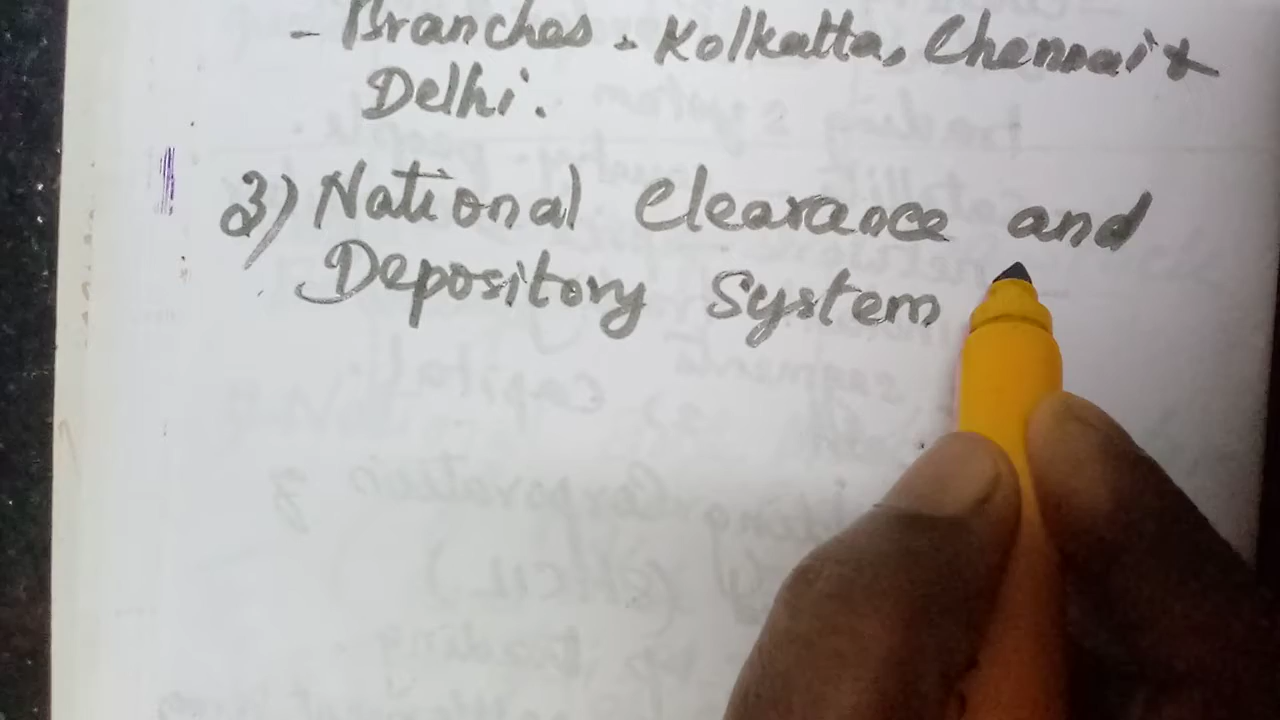 - Branches - Kolkatta, Chennai &
Delhi.
3) National Clearance and
Depository System